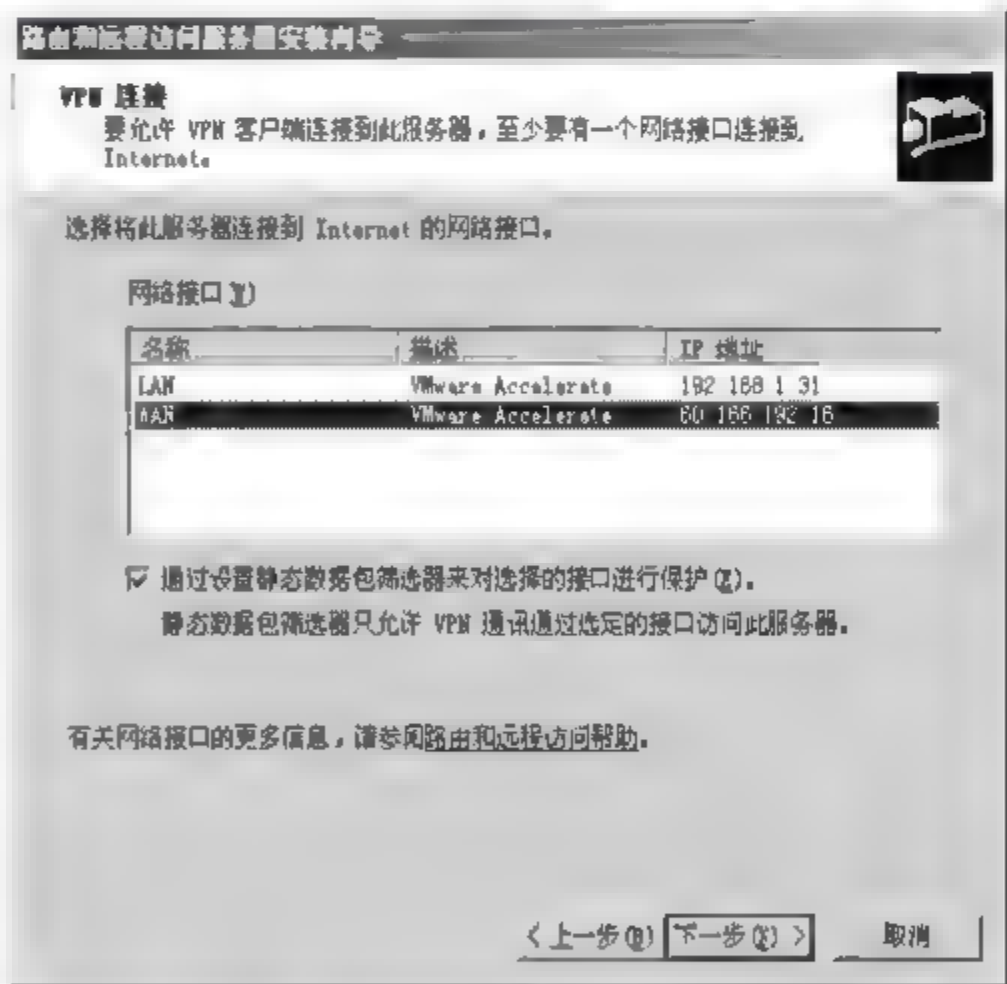 路由和远程访问服务器安装向导
VPN 连接
要允许 VPN 客户端连接到此服务器，至少要有一个网络接口连接到
Internet。
选择将此服务器连接到 Internet 的网络接口。
网络接口
名称 描述 IP 地址
LAN VMware Accelerate 192 168 1 31
WAN VMware Accelerate 60 166 192 16
通过设置静态数据包筛选器来对选择的接口进行保护(E)。
静态数据包筛选器只允许 VPN 通讯通过选定的接口访问此服务器。
有关网络接口的更多信息，请参阅路由和远程访问帮助。
< 上一步(B) 下一步(N) > 取消